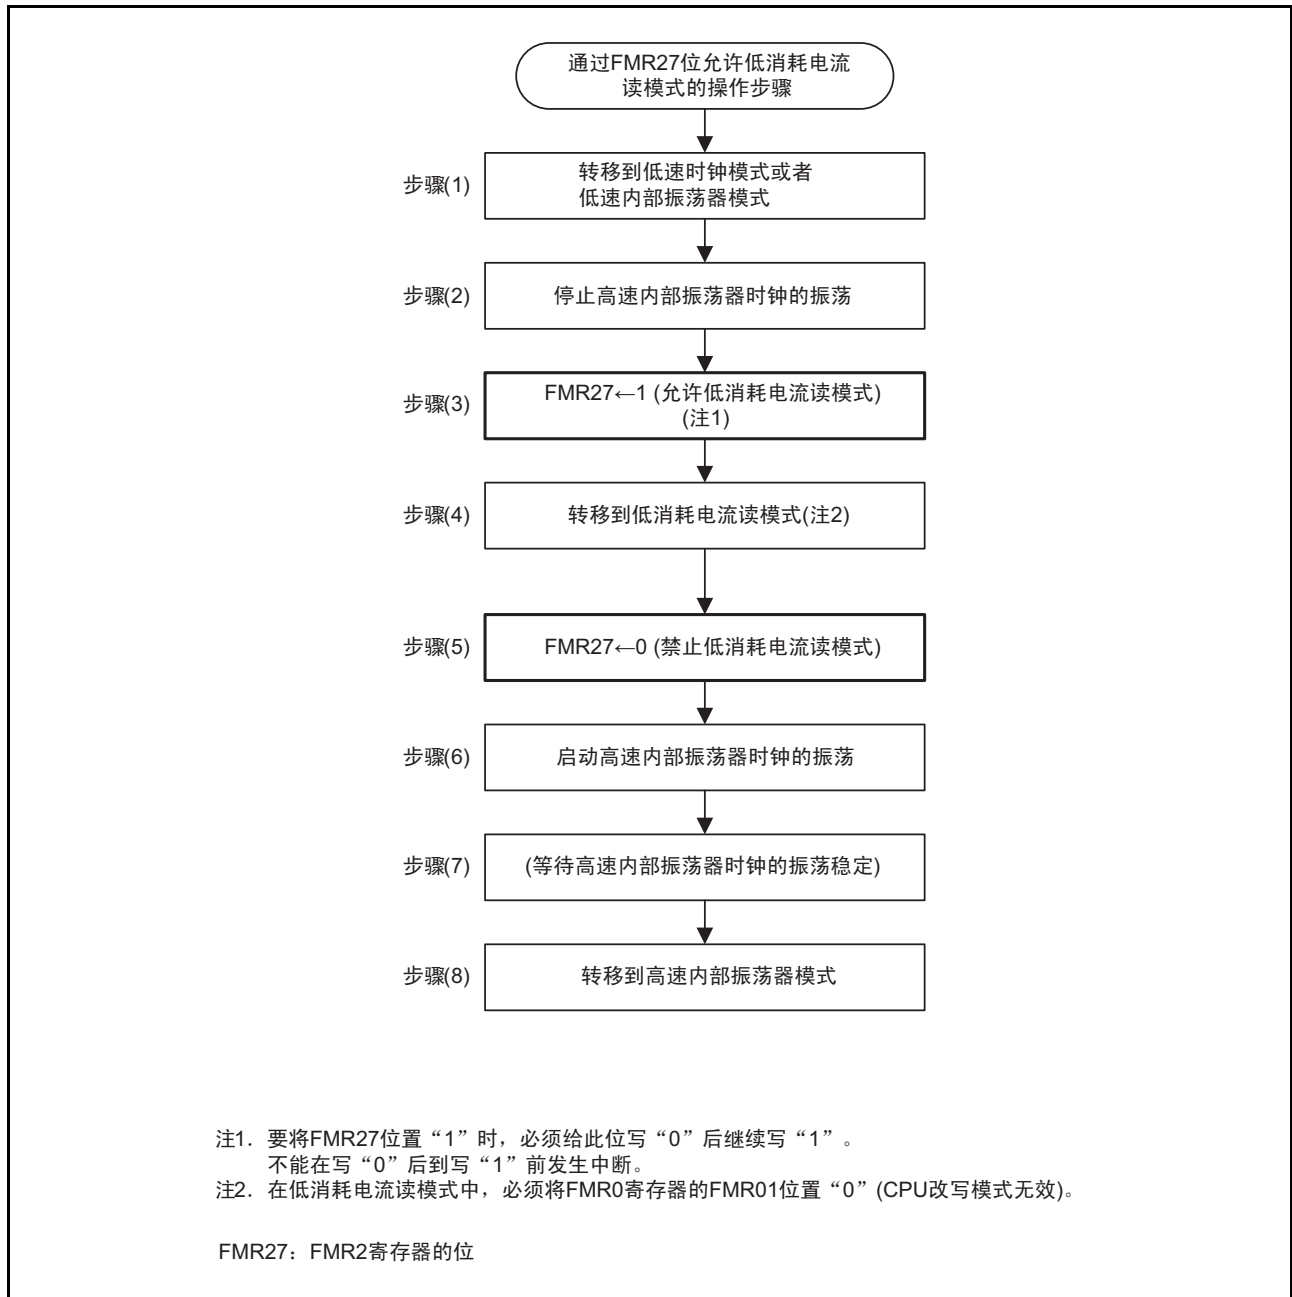 通过FMR27位允许低消耗电流
读模式的操作步骤
步骤(1)
转移到低速时钟模式或者
低速内部振荡器模式
步骤(2)
停止高速内部振荡器时钟的振荡
步骤(3)
FMR27←1 (允许低消耗电流读模式)
(注1)
步骤(4)
转移到低消耗电流读模式(注2)
步骤(5)
FMR27←0 (禁止低消耗电流读模式)
步骤(6)
启动高速内部振荡器时钟的振荡
步骤(7)
(等待高速内部振荡器时钟的振荡稳定)
步骤(8)
转移到高速内部振荡器模式
注1. 要将FMR27位置“1”时，必须给此位写“0”后继续写“1”。
不能在写“0”后到写“1”前发生中断。
注2. 在低消耗电流读模式中，必须将FMR0寄存器的FMR01位置“0”(CPU改写模式无效)。
FMR27：FMR2寄存器的位